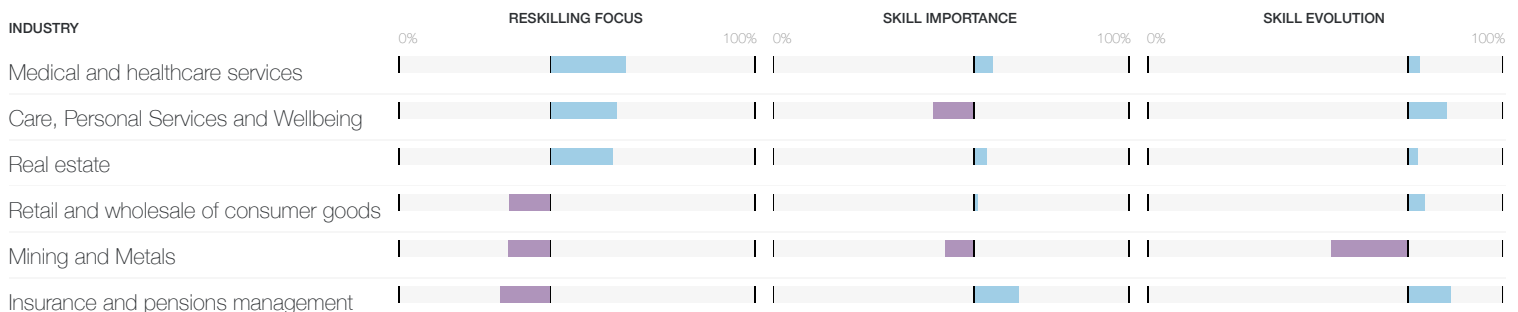 INDUSTRY
RESKILLING FOCUS
SKILL IMPORTANCE
SKILL EVOLUTION
0% 100% 0% 100% 0% 100%
Medical and healthcare services
Care, Personal Services and Wellbeing
Real estate
Retail and wholesale of consumer goods
Mining and Metals
Insurance and pensions management